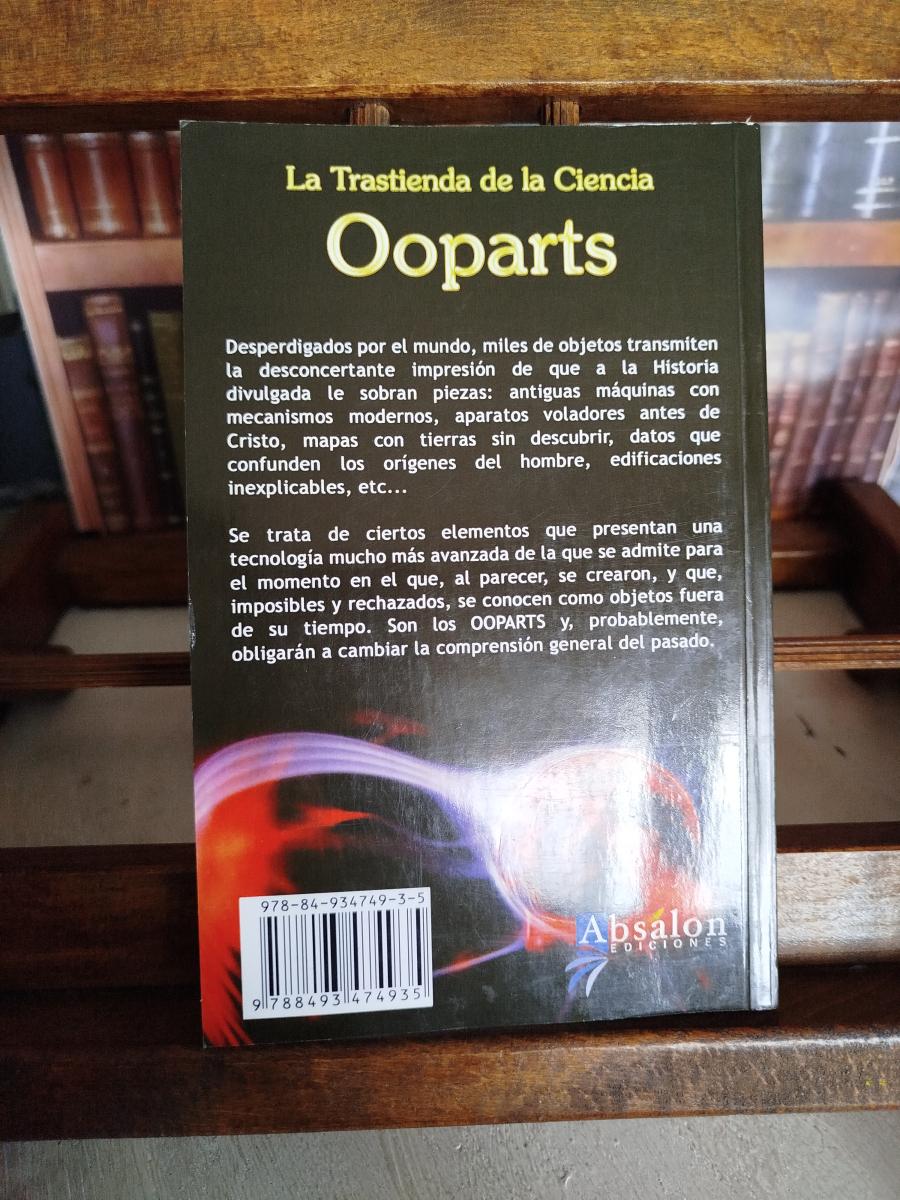 La Trastienda de la Ciencia
Ooparts
Desperdigados por el mundo, miles de objetos transmiten
la desconcertante impresión de que a la Historia
divulgada le sobran piezas: antiguas máquinas con
mecanismos modernos, aparatos voladores antes de
Cristo, mapas con tierras sin descubrir, datos que
confunden los orígenes del hombre, edificaciones
inexplicables, etc...
Se trata de ciertos elementos que presentan una
tecnología mucho más avanzada de la que se admite para
el momento en el que, al parecer, se crearon, y que,
imposibles y rechazados, se conocen como objetos fuera
de su tiempo. Son los OOPARTS y, probablemente,
obligarán a cambiar la comprensión general del pasado.
978-84-934749-3-5
9 788493 474935
Absálon
EDICIONES